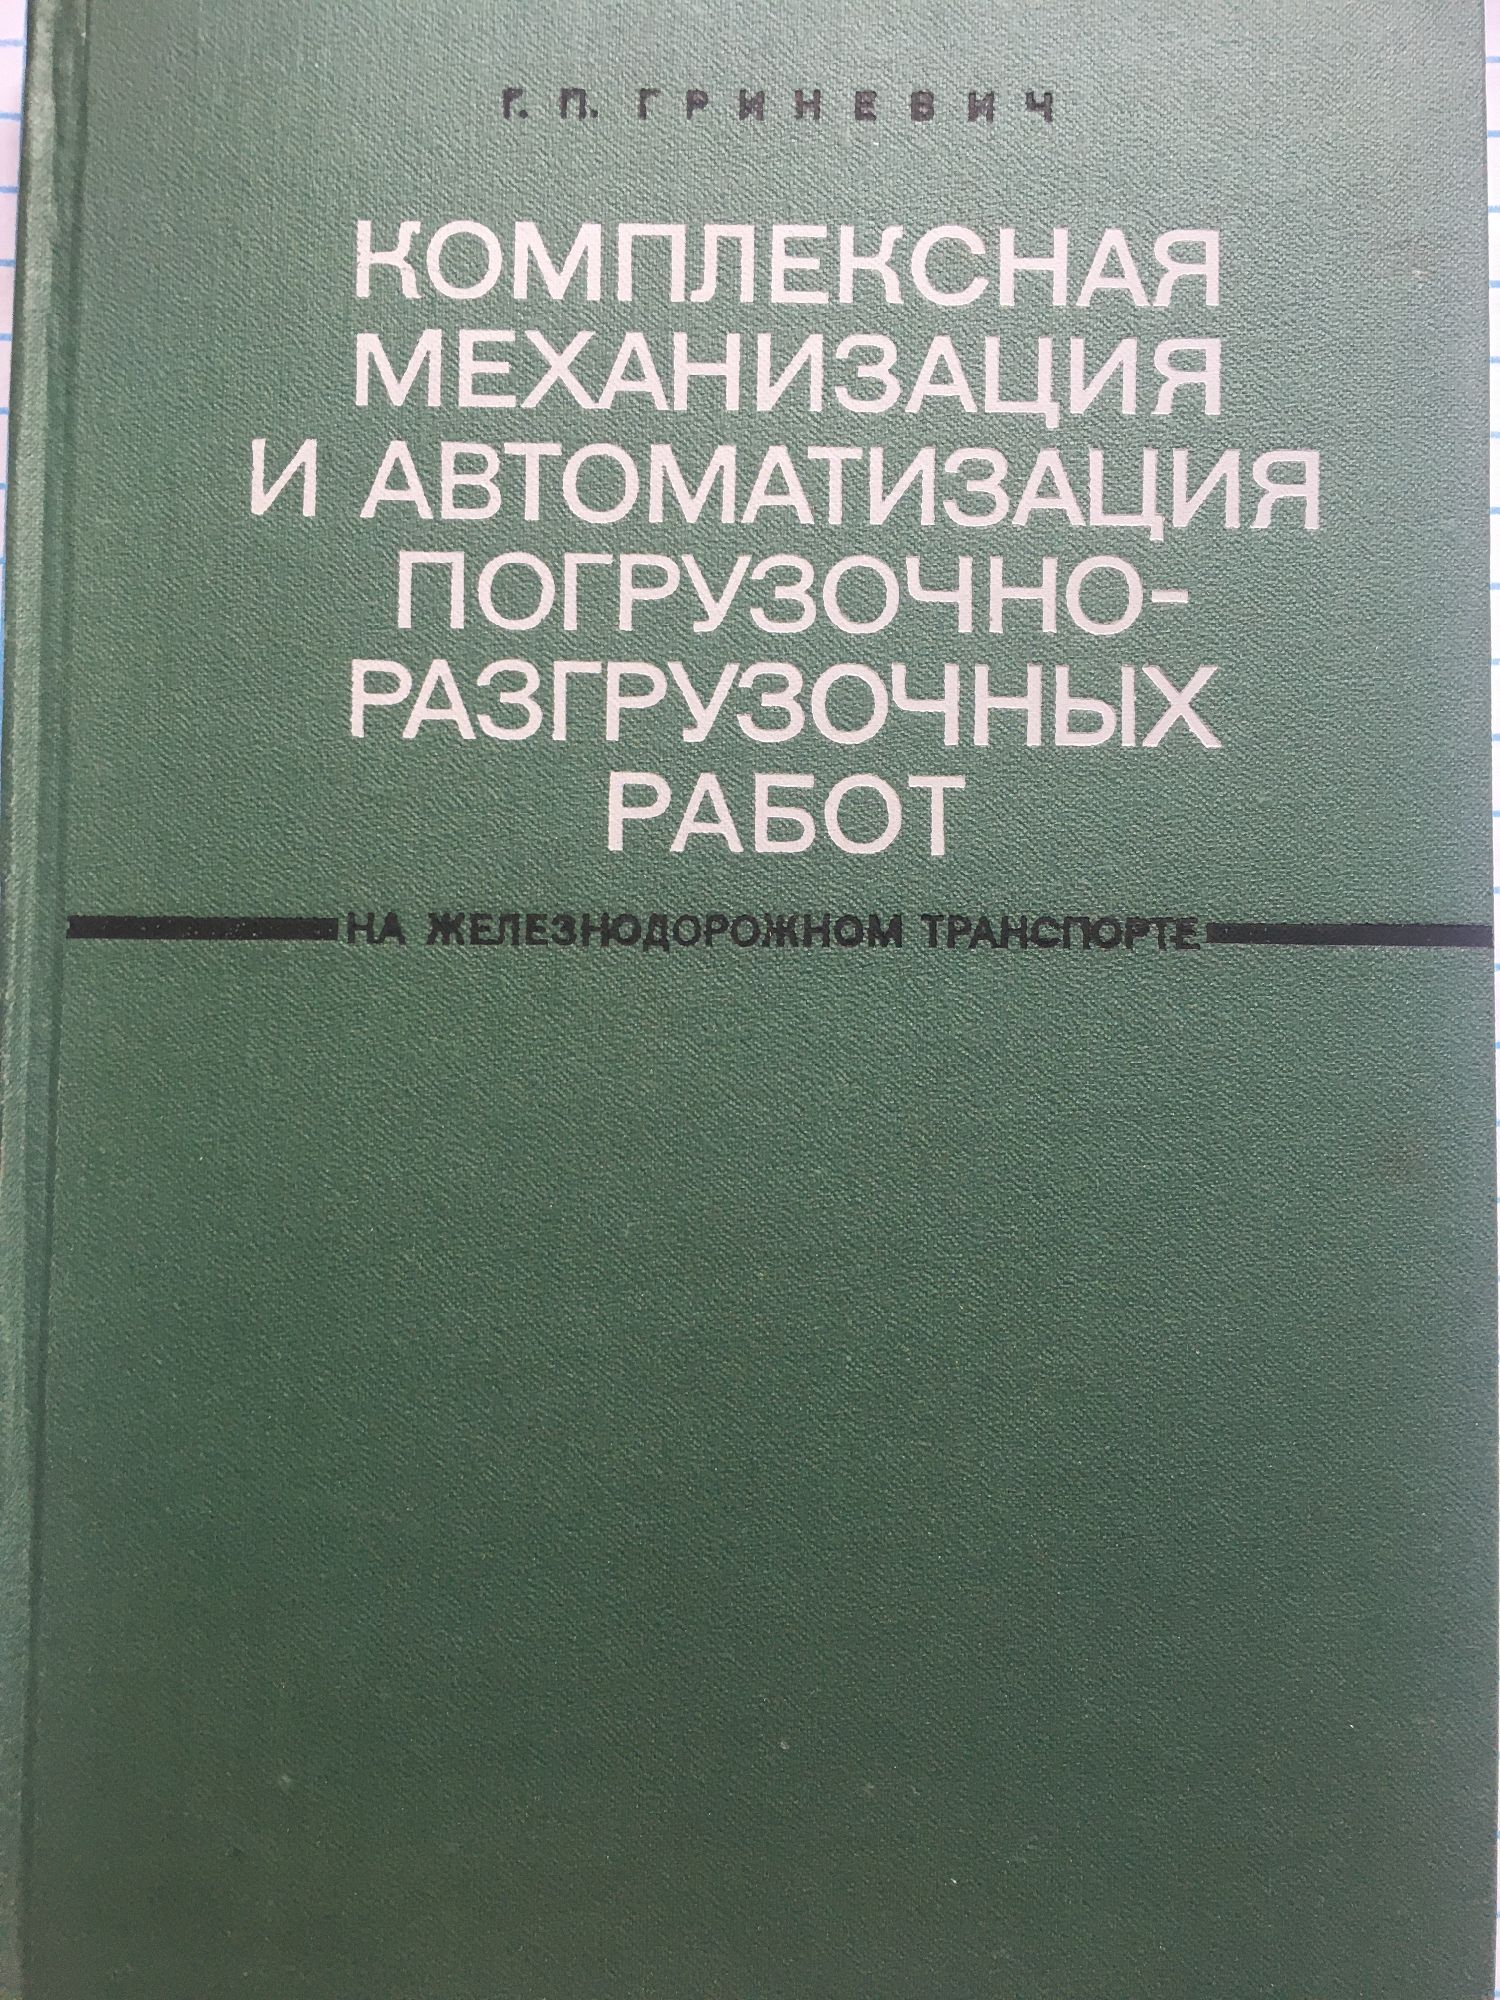 Г. П. ГРИНЕВИЧ
КОМПЛЕКСНАЯ
МЕХАНИЗАЦИЯ
И АВТОМАТИЗАЦИЯ
ПОГРУЗОЧНО-
РАЗГРУЗОЧНЫХ
РАБОТ
НА ЖЕЛЕЗНОДОРОЖНОМ ТРАНСПОРТЕ